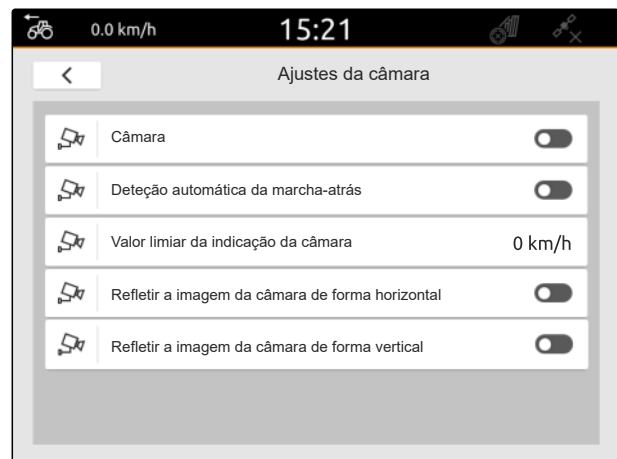 0.0 km/h 15:21
Ajustes da câmara
Câmara
Deteção automática da marcha-atrás
Valor limiar da indicação da câmara 0 km/h
Refletir a imagem da câmara de forma horizontal
Refletir a imagem da câmara de forma vertical